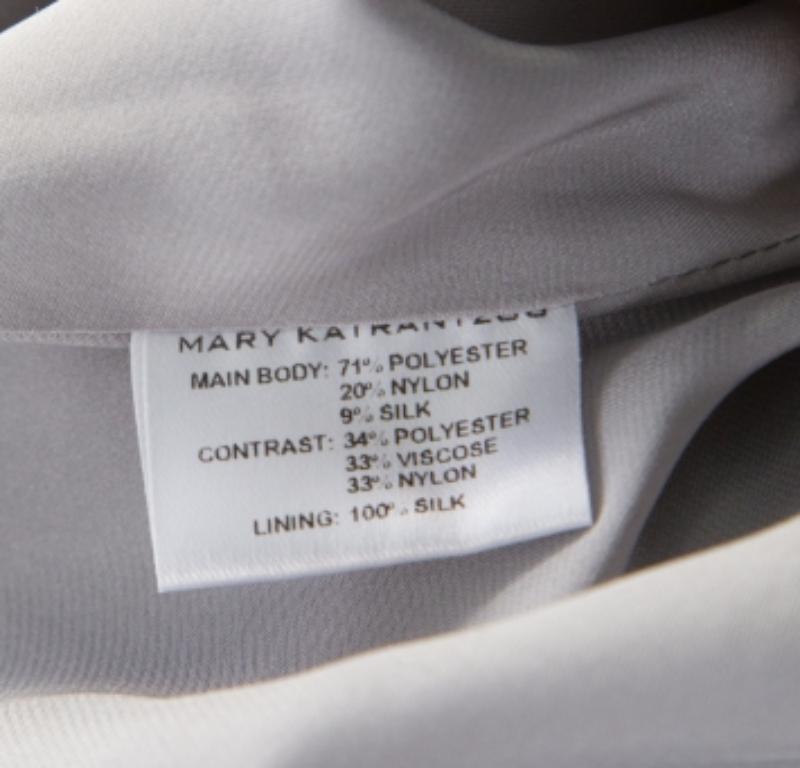 MARY KATRANTZOU
MAIN BODY: 71% POLYESTER
20% NYLON
9% SILK
CONTRAST: 34% POLYESTER
33% VISCOSE
33% NYLON
LINING: 100% SILK